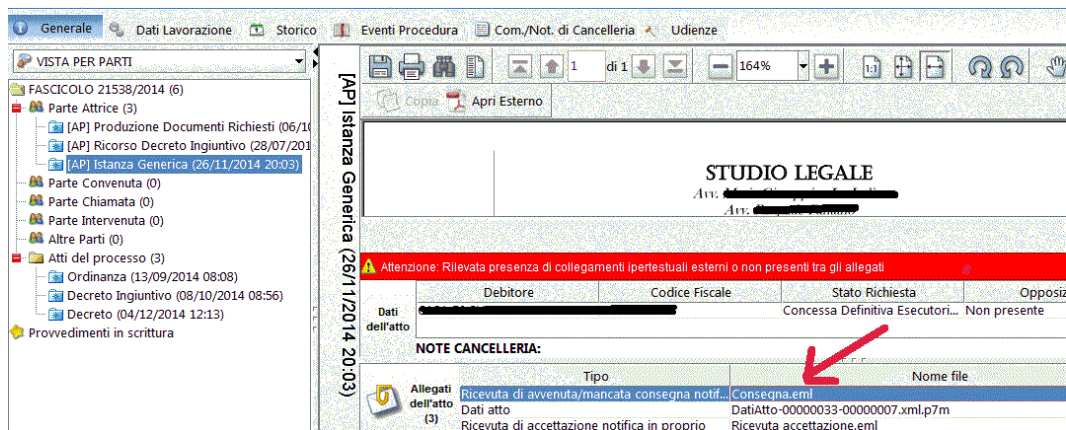 Generale Dati Lavorazione Storico Eventi Procedura Com./Not. di Cancelleria Udienze
VISTA PER PARTI
FASCICOLO 21538/2014 (6)
Parte Attrice (3)
[AP] Produzione Documenti Richiesti (06/10
[AP] Ricorso Decreto Ingiuntivo (28/07/201
[AP] Istanza Generica (26/11/2014 20:03)
Parte Convenuta (0)
Parte Chiamata (0)
Parte Intervenuta (0)
Altre Parti (0)
Atti del processo (3)
Ordinanza (13/09/2014 08:08)
Decreto Ingiuntivo (08/10/2014 08:56)
Decreto (04/12/2014 12:13)
Provvedimenti in scrittura
[AP] Istanza Generica (26/11/2014 20:03)
1 di 1 164% 1:1
Copia Apri Esterno
STUDIO LEGALE
Avv.
Avv.
Attenzione: Rilevata presenza di collegamenti ipertestuali esterni o non presenti tra gli allegati
Dati dell'atto
Debitore Codice Fiscale Stato Richiesta Opposiz
Concessa Definitiva Esecutori... Non presente
NOTE CANCELLERIA:
Allegati dell'atto (3)
Tipo Nome file
Ricevuta di avvenuta/mancata consegna notif... Consegna.eml
Dati atto DatiAtto-00000033-00000007.xml.p7m
Ricevuta di accettazione notifica in proprio Ricevuta accettazione.eml